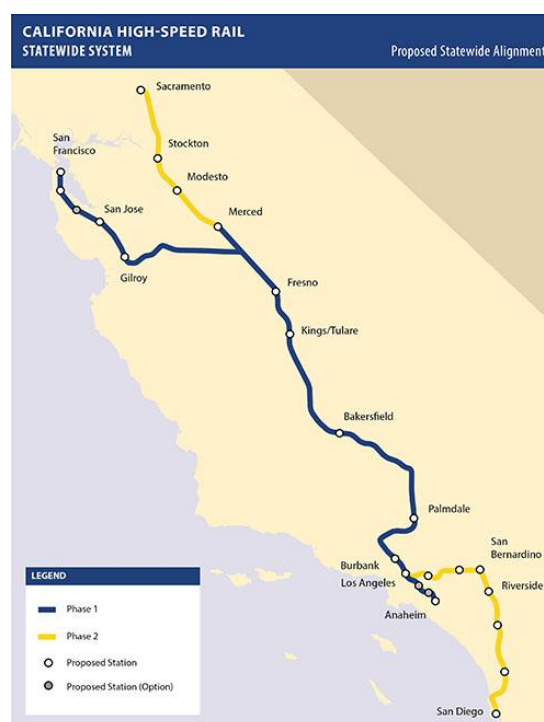 CALIFORNIA HIGH-SPEED RAIL
STATEWIDE SYSTEM
Proposed Statewide Alignment
Sacramento
San
Francisco
Stockton
Modesto
San Jose
Merced
Gilroy
Fresno
Kings/Tulare
Bakersfield
Palmdale
San
Bernardino
Burbank
Los Angeles
Riverside
Anaheim
San Diego
LEGEND
Phase 1
Phase 2
Proposed Station
Proposed Station (Option)